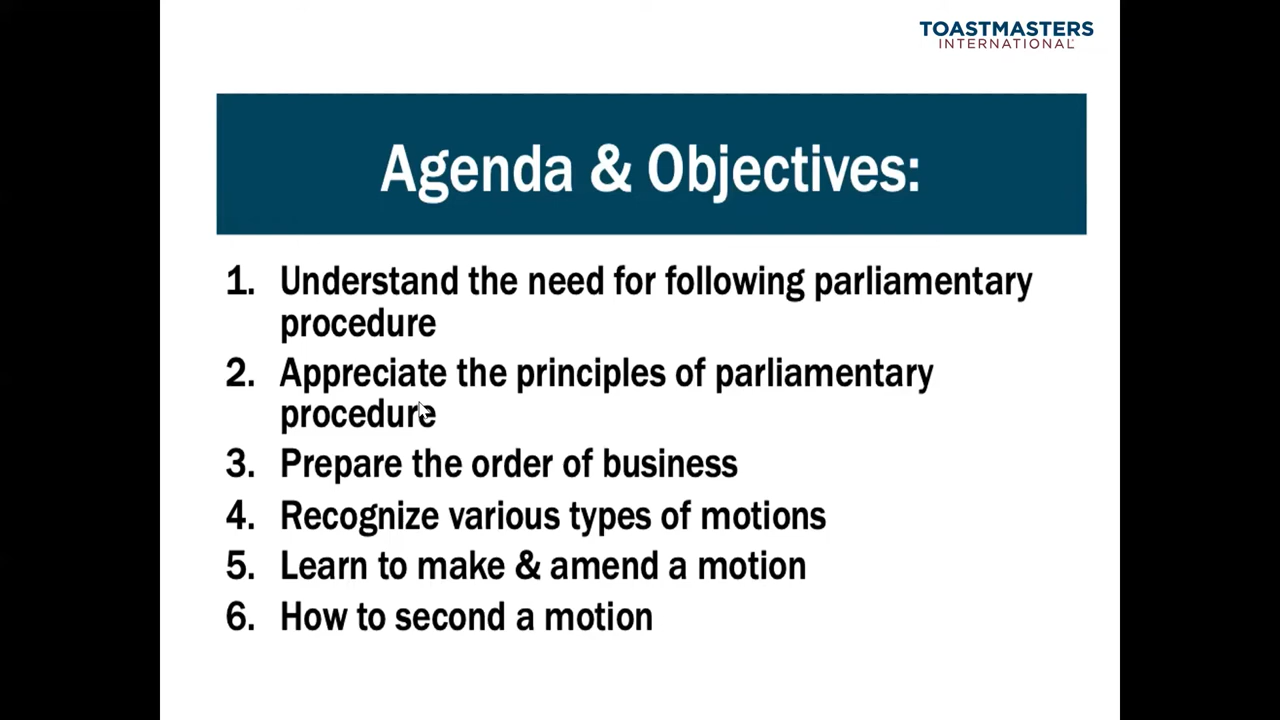 TOASTMASTERS
INTERNATIONAL
Agenda & Objectives:
1. Understand the need for following parliamentary
procedure
2. Appreciate the principles of parliamentary
procedure
3. Prepare the order of business
4. Recognize various types of motions
5. Learn to make & amend a motion
6. How to second a motion